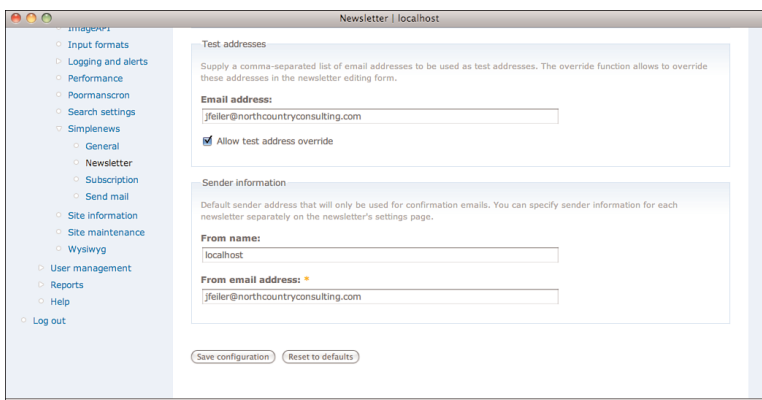 Newsletter | localhost
ImageAPI
Input formats
Logging and alerts
Performance
Poormanscron
Search settings
Simplenews
General
Newsletter
Subscription
Send mail
Site information
Site maintenance
Wysiwyg
User management
Reports
Help
Log out
Test addresses
Supply a comma-separated list of email addresses to be used as test addresses. The override function allows to override
these addresses in the newsletter editing form.
Email address:
jfeiler@northcountryconsulting.com
Allow test address override
Sender information
Default sender address that will only be used for confirmation emails. You can specify sender information for each
newsletter separately on the newsletter's settings page.
From name:
localhost
From email address: *
jfeiler@northcountryconsulting.com
Save configuration
Reset to defaults